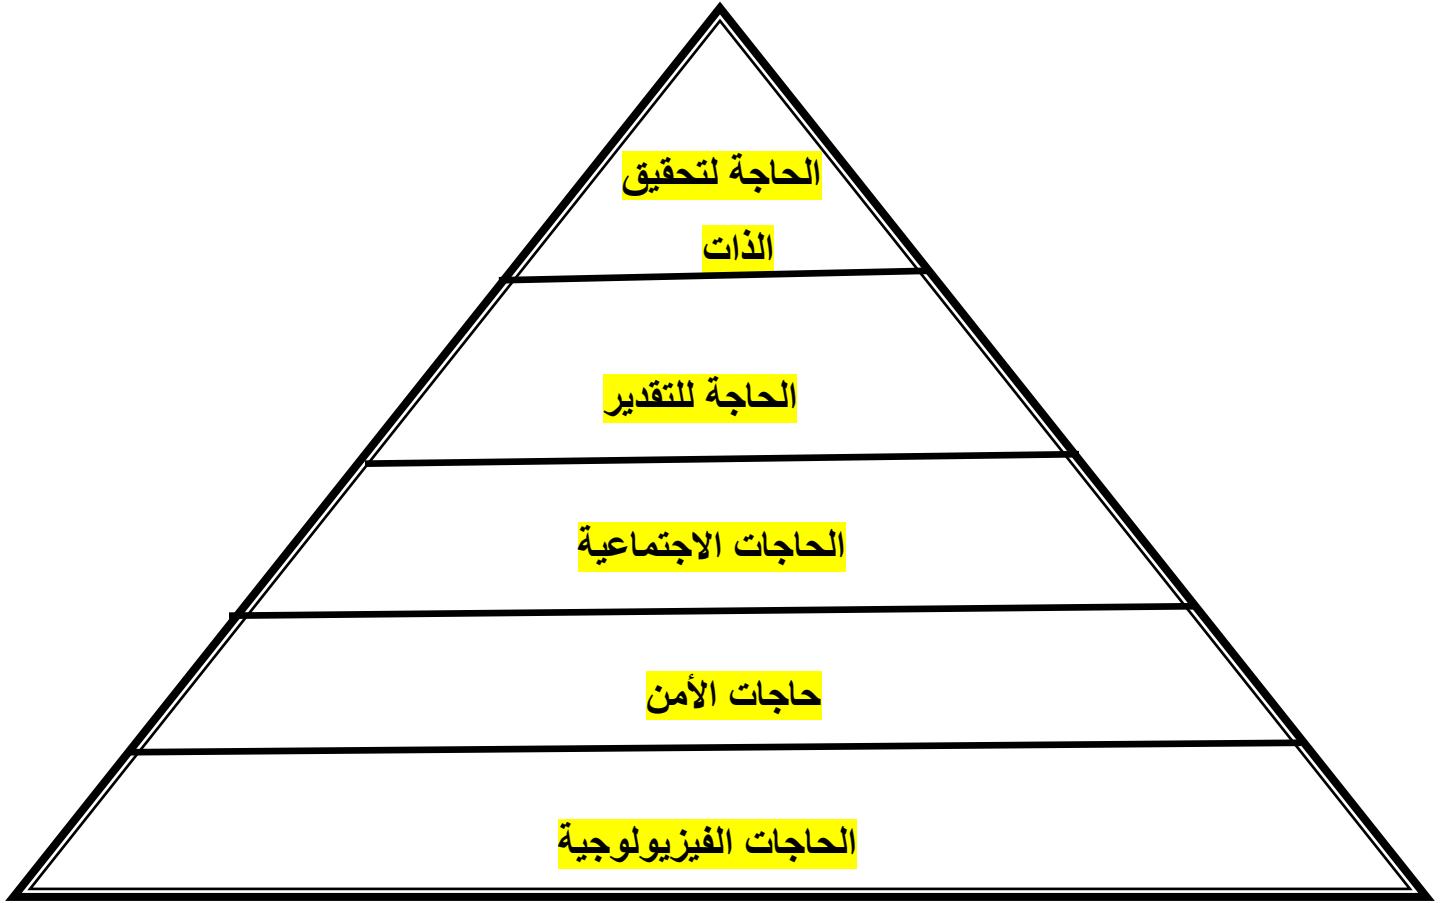 الحاجة لتحقيق
الذات
الحاجة للتقدير
الحاجات الاجتماعية
حاجات الأمن
الحاجات الفيزيولوجية